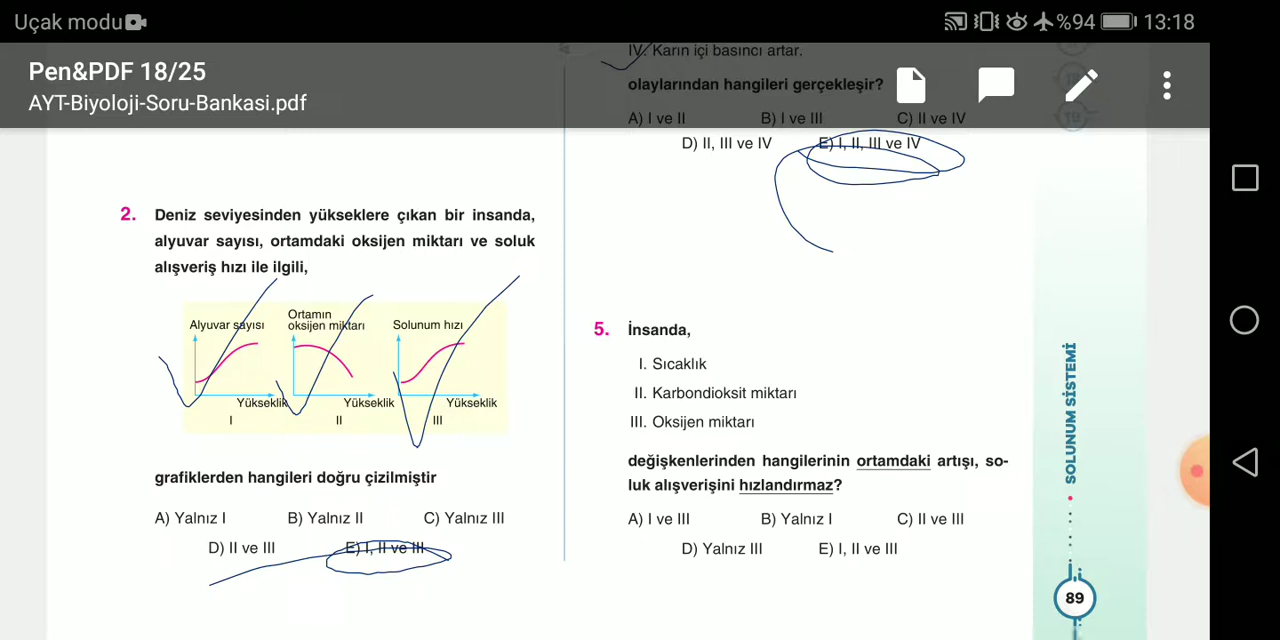 Uçak modu
%94
13:18
Pen&PDF 18/25
AYT-Biyoloji-Soru-Bankasi.pdf
2. Deniz seviyesinden yükseklere çıkan bir insanda,
alyuvar sayısı, ortamdaki oksijen miktarı ve soluk
alışveriş hızı ile ilgili,
Alyuvar sayısı
Ortamın
oksijen miktarı
Solunum hızı
Yükseklik
Yükseklik
Yükseklik
I
II
III
grafiklerden hangileri doğru çizilmiştir
A) Yalnız I B) Yalnız II C) Yalnız III
D) II ve III E) I, II ve III
IV. Karın içi basıncı artar.
olaylarından hangileri gerçekleşir?
A) I ve II B) I ve III C) II ve IV
D) II, III ve IV E) I, II, III ve IV
5. İnsanda,
I. Sıcaklık
II. Karbondioksit miktarı
III. Oksijen miktarı
değişkenlerinden hangilerinin ortamdaki artışı, so-
luk alışverişini hızlandırmaz?
A) I ve III B) Yalnız I C) II ve III
D) Yalnız III E) I, II ve III
19
SOLUNUM SİSTEMİ
89